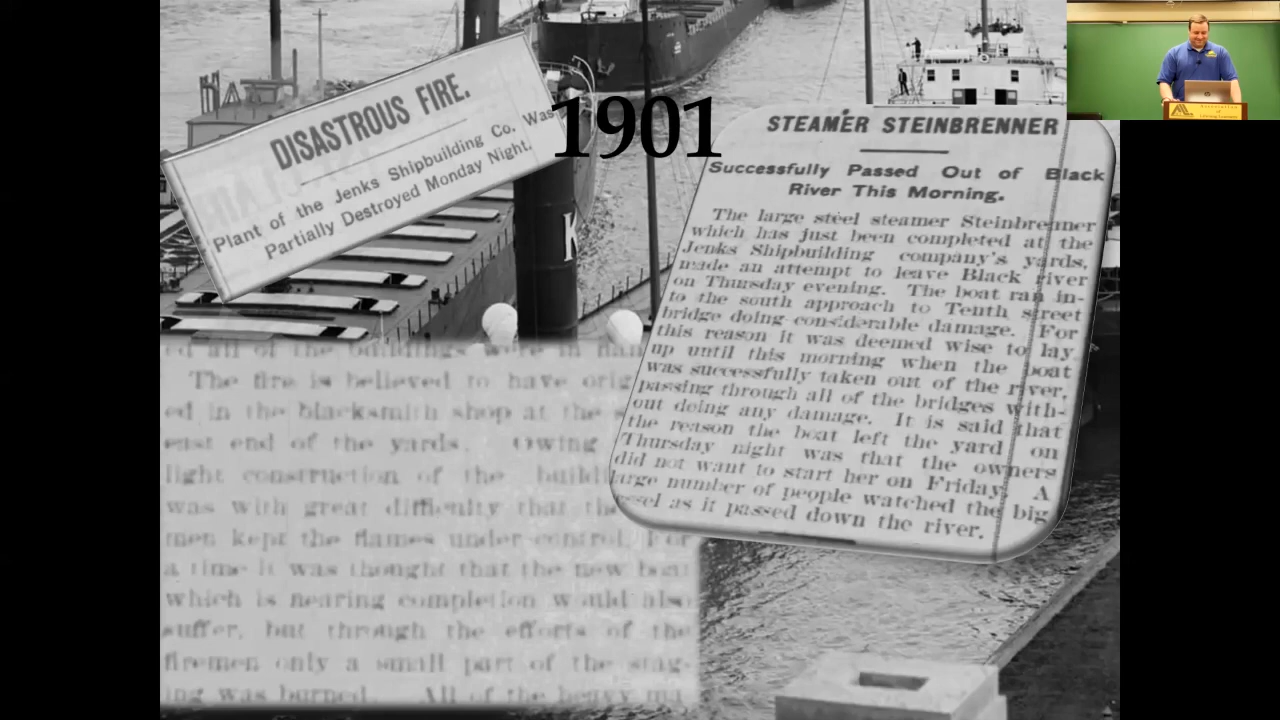 1901
DISASTROUS FIRE.
Plant of the Jenks Shipbuilding Co. Was
Partially Destroyed Monday Night.
STEAMER STEINBRENNER
Successfully Passed Out of Black
River This Morning.
The large steel steamer Steinbrenner
which has just been completed at the
Jenks Shipbuilding company's yards,
made an attempt to leave Black river
on Thursday evening. The boat ran in-
to the south approach to Tenth street
bridge doing considerable damage. For
this reason it was deemed wise to lay
up until this morning when the boat
was successfully taken out of the river,
passing through all of the bridges with-
out doing any damage. It is said that
the reason the boat left the yard on
Thursday night was that the owners
did not want to start her on Friday. A
large number of people watched the big
vessel as it passed down the river.
all of the buildings were in
The fire is believed to have orig
ed in the blacksmith shop at the
east end of the yards. Owing
light construction of the
was with great difficulty that the
men kept the flames under control. For
a time it was thought that the new boat
which is nearing completion would also
suffer, but through the efforts of the
firemen only a small part of the stag-
ing was burned. All of the heavy ma
K